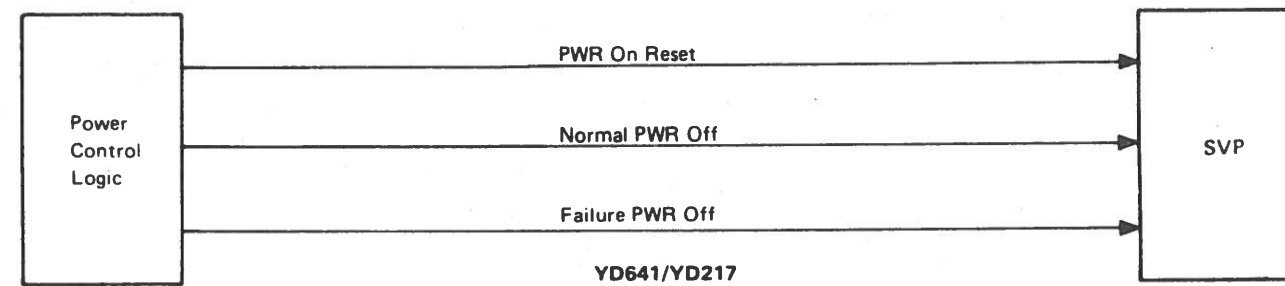 PWR On Reset
Power
Control
Logic
Normal PWR Off
SVP
Failure PWR Off
YD641/YD217